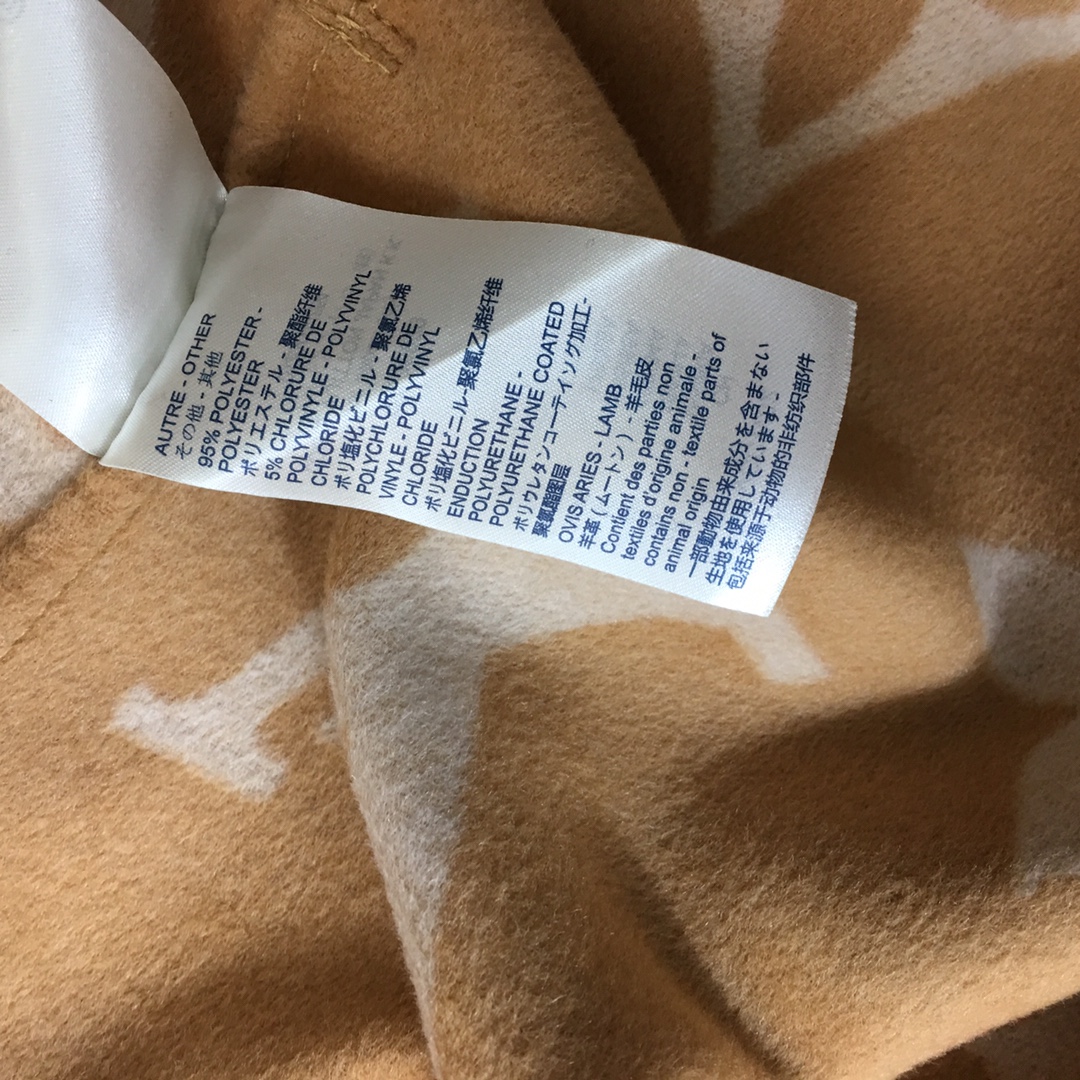 AUTRE - OTHER
その他 - 其他
95% POLYESTER -
POLYESTER
ポリエステル - 聚酯纤维
5% CHLORURE DE
POLYVINYLE - POLYVINYL
CHLORIDE
ポリ塩化ビニール - 聚氯乙烯
POLYCHLORURE DE
VINYLE - POLYVINYL
CHLORIDE
ポリ塩化ビニール-聚氯乙烯纤维
ENDUCTION
POLYURETHANE -
POLYURETHANE COATED
ポリウレタンコーティング加工-
聚氯酯图层
OVIS ARIES - LAMB
羊革 ( ムートン ) - 羊毛皮
Contient des parties non
textiles d'origine animale -
contains non - textile parts of
animal origin
一部動物由来成分を含まない
生地を使用しています -
包括来源于动物的非纺织部件